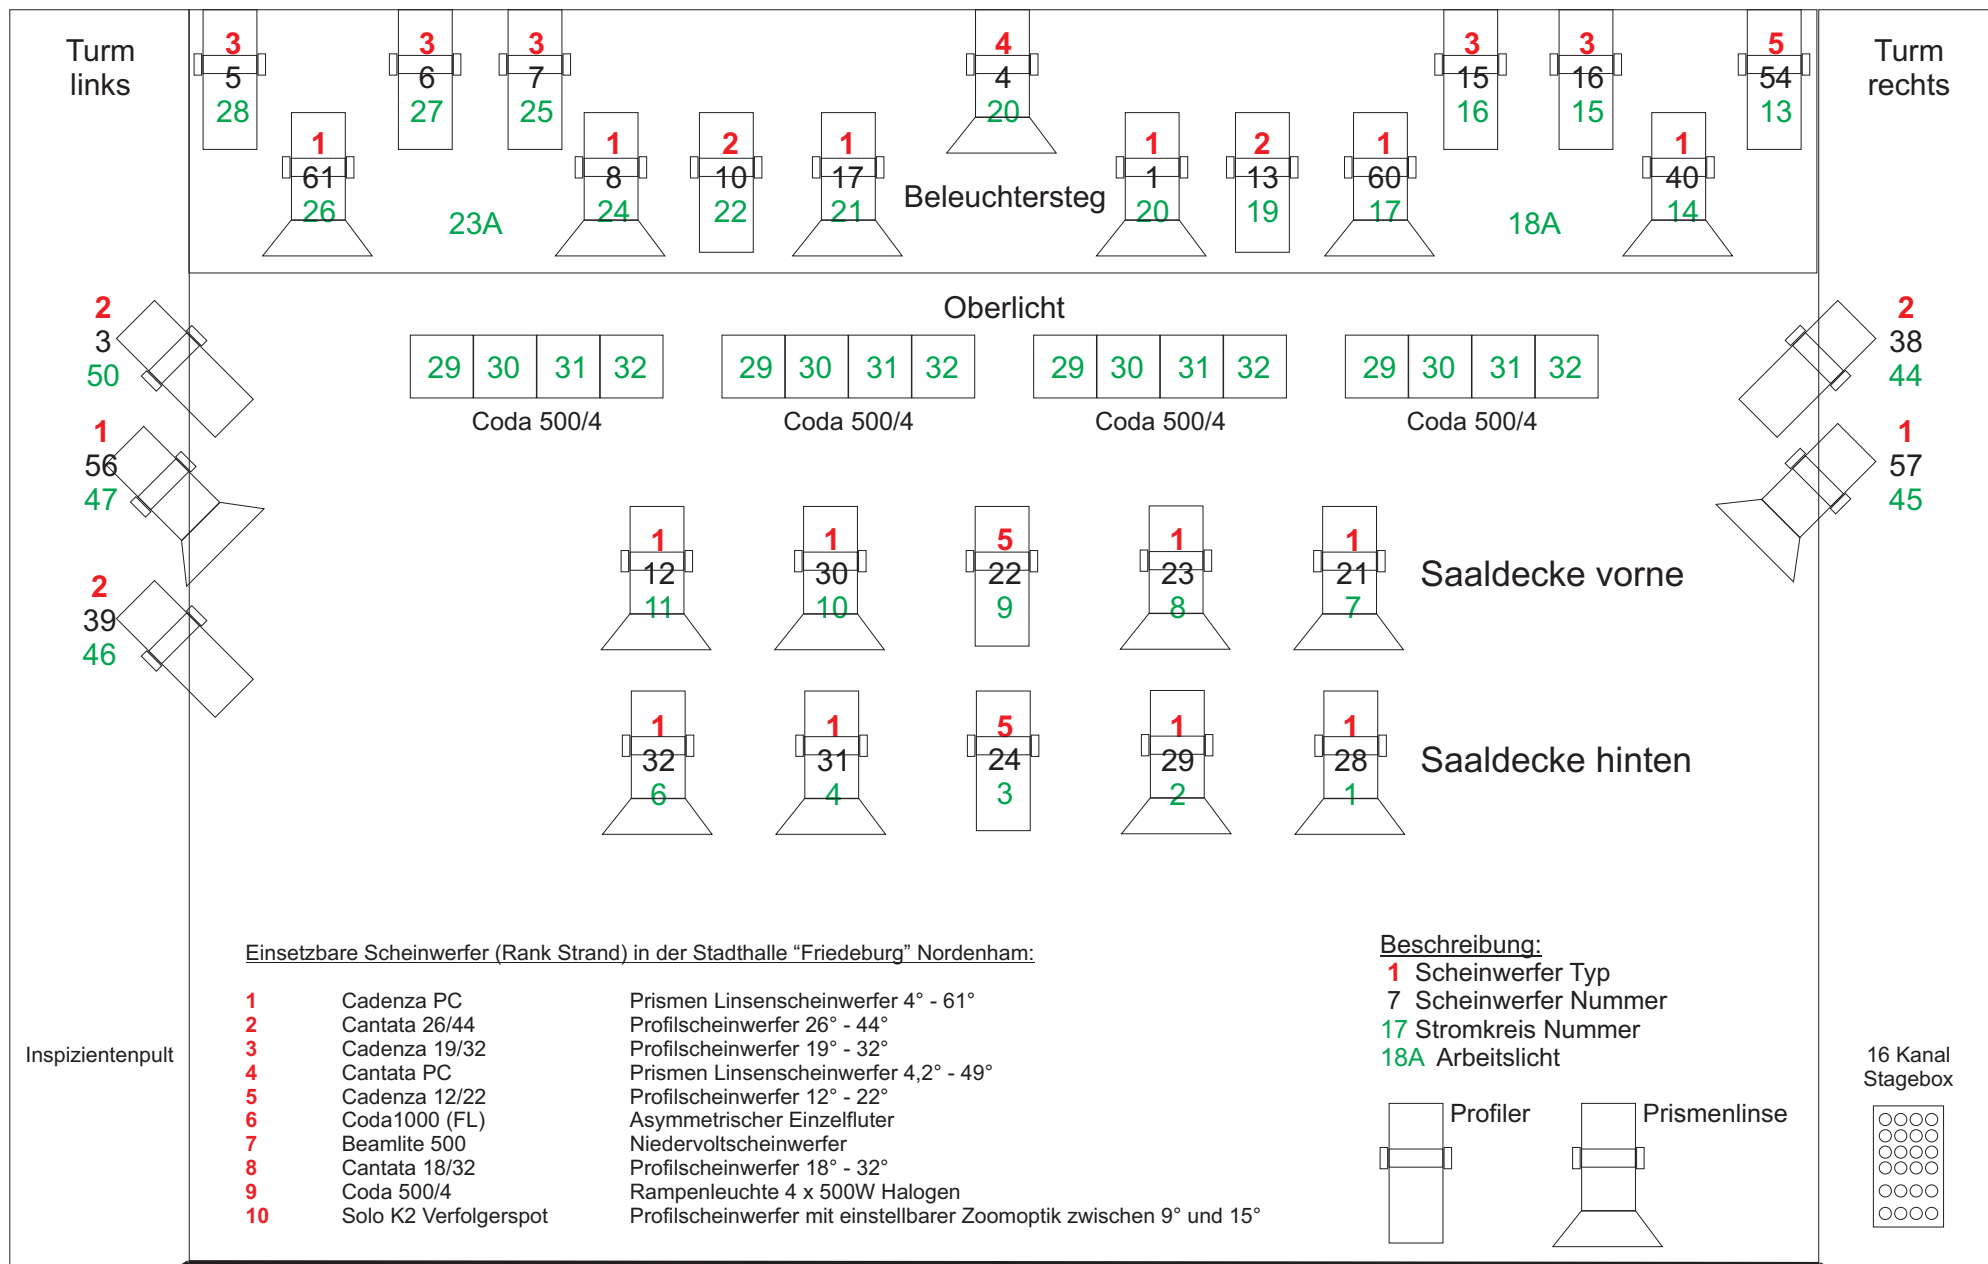 Turm
links
Turm
rechts
3
5
28
3
6
27
3
7
25
4
4
20
3
15
16
3
16
15
5
54
13
1
61
26
23A
1
8
24
2
10
22
1
17
21
Beleuchtersteg
1
1
20
2
13
19
1
60
17
18A
1
40
14
Oberlicht
2
3
50
1
56
47
2
39
46
29 30 31 32
Coda 500/4
29 30 31 32
Coda 500/4
29 30 31 32
Coda 500/4
29 30 31 32
Coda 500/4
2
38
44
1
57
45
1
12
11
1
30
10
5
22
9
1
23
8
1
21
7
Saaldecke vorne
1
32
6
1
31
4
5
24
3
1
29
2
1
28
1
Saaldecke hinten
Einsetzbare Scheinwerfer (Rank Strand) in der Stadthalle “Friedeburg” Nordenham:
1 Cadenza PC Prismen Linsenscheinwerfer 4° - 61°
2 Cantata 26/44 Profilscheinwerfer 26° - 44°
3 Cadenza 19/32 Profilscheinwerfer 19° - 32°
4 Cantata PC Prismen Linsenscheinwerfer 4,2° - 49°
5 Cadenza 12/22 Profilscheinwerfer 12° - 22°
6 Coda1000 (FL) Asymmetrischer Einzelfluter
7 Beamlite 500 Niedervoltscheinwerfer
8 Cantata 18/32 Profilscheinwerfer 18° - 32°
9 Coda 500/4 Rampenleuchte 4 x 500W Halogen
10 Solo K2 Verfolgerspot Profilscheinwerfer mit einstellbarer Zoomoptik zwischen 9° und 15°
Inspizientenpult
Beschreibung:
1 Scheinwerfer Typ
7 Scheinwerfer Nummer
17 Stromkreis Nummer
18A Arbeitslicht
Profiler
Prismenlinse
16 Kanal
Stagebox